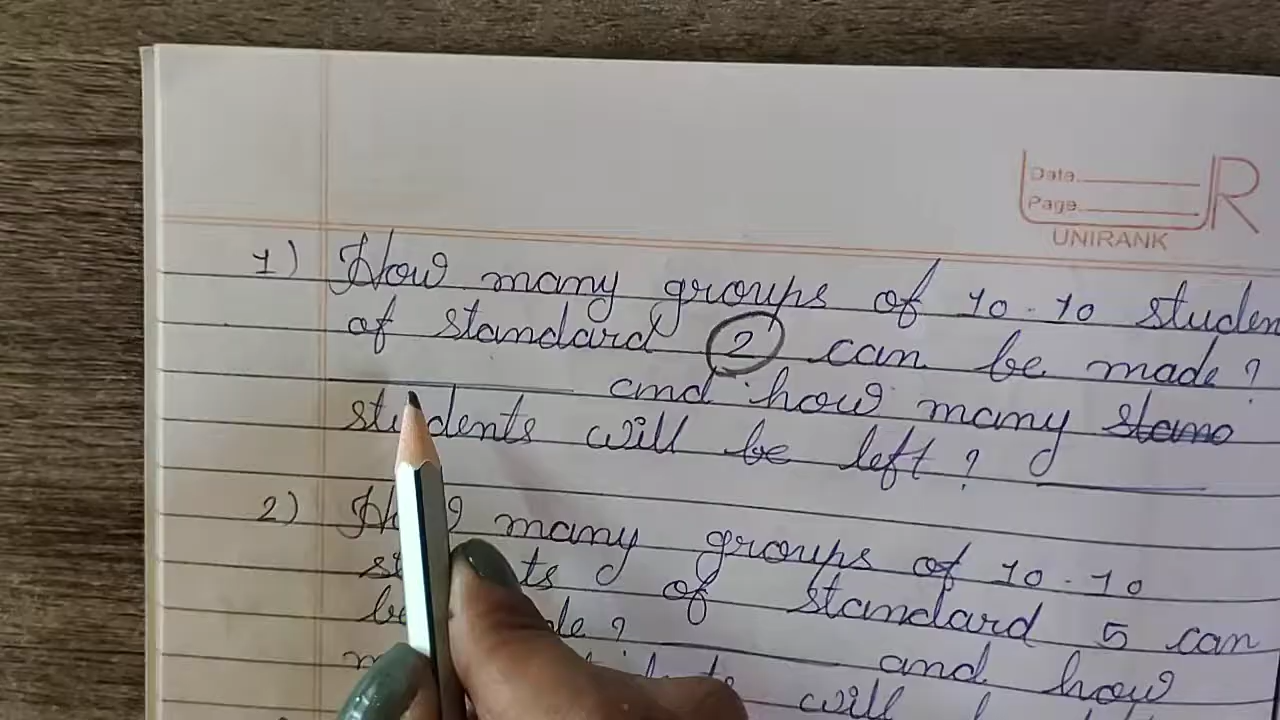 Date.
Page.
R
UNIRANK
1) How many groups of 10.10 studen
of standard 2 can be made?
and how many
students will be left?
2) many groups of 10.10
of standard 5 can
and how
will